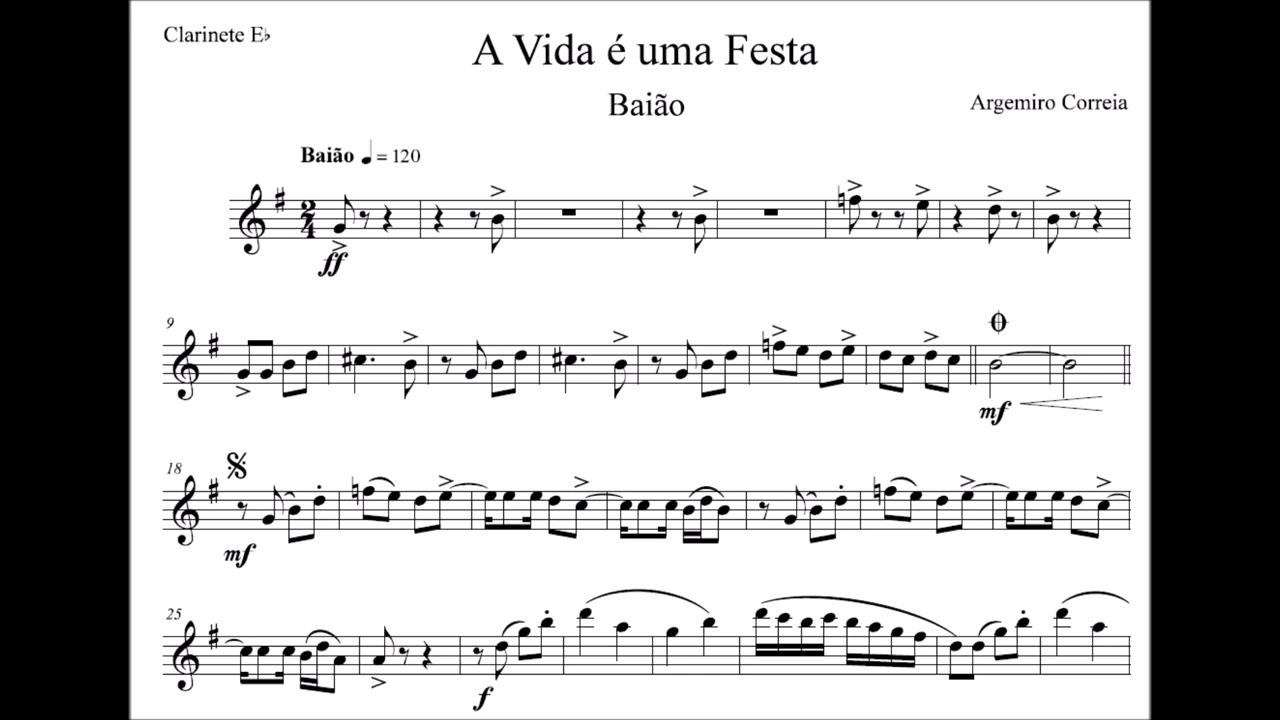 Clarinete E♭
A Vida é uma Festa
Baião
Argemiro Correia
Baião ♩ = 120
2
4
ff
9
mf
18
mf
25
f